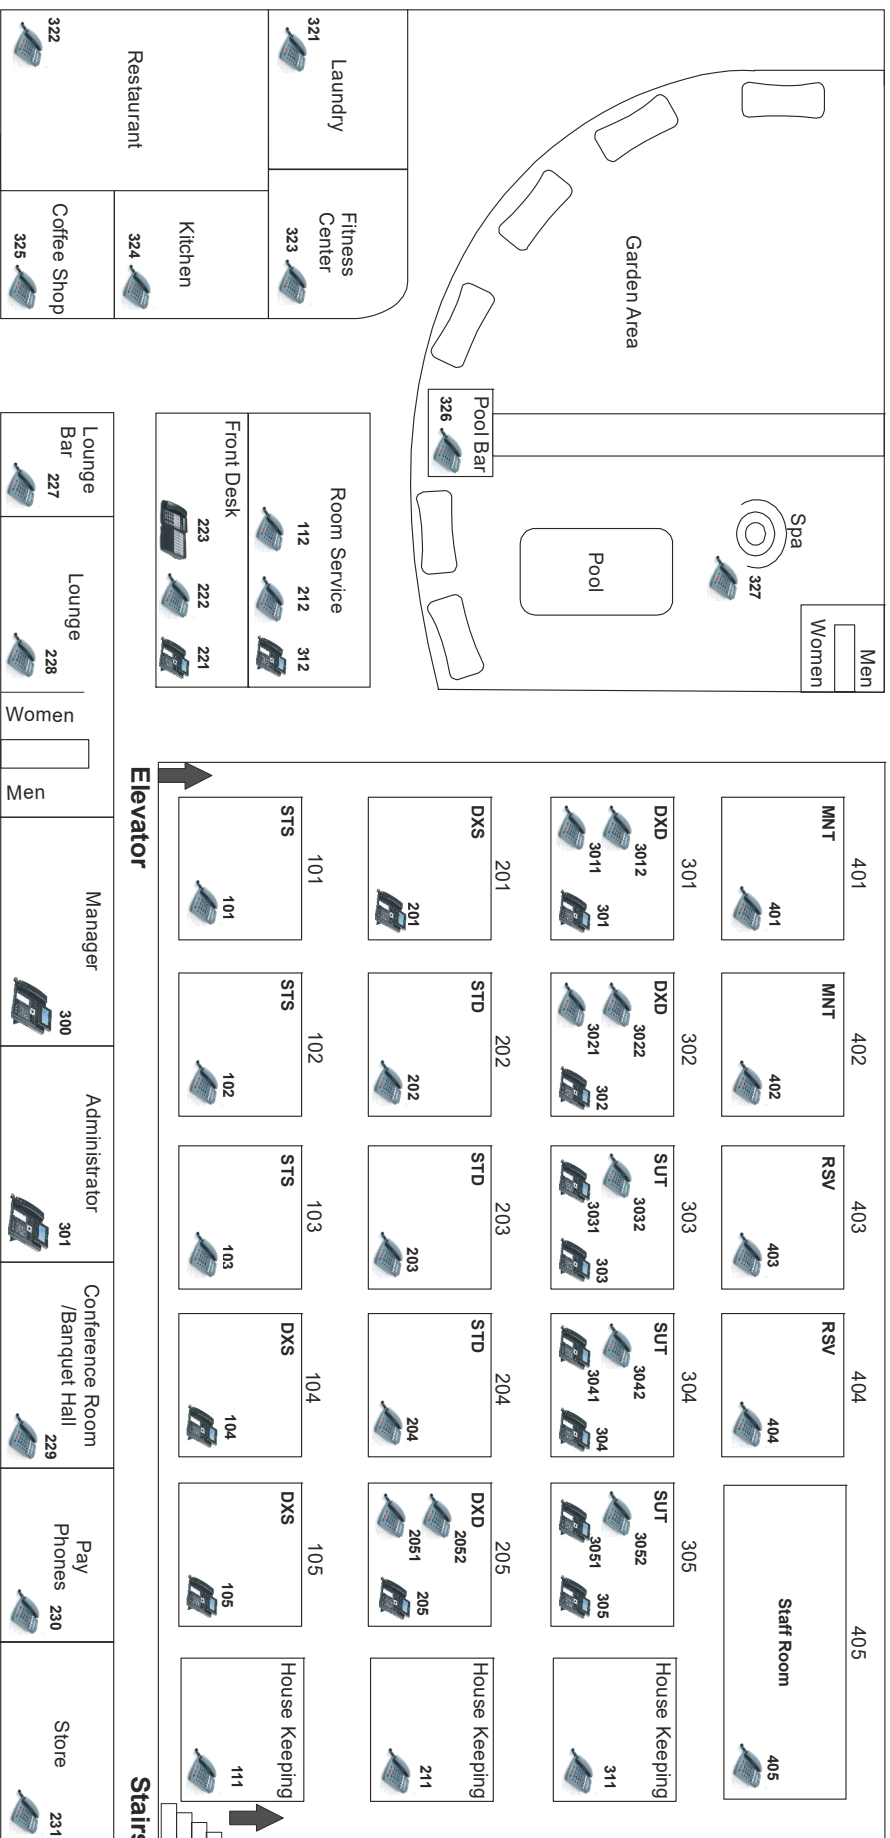 Garden Area
Pool Bar
326
Spa
327
Pool
Men
Women
Laundry
321
Restaurant
322
Fitness
Center
323
Kitchen
324
Coffee Shop
325
Room Service
112
212
312
Front Desk
223
222
221
Lounge
Bar
227
Lounge
228
Women
Men
401
MNT
401
402
MNT
402
403
RSV
403
404
RSV
404
405
Staff Room
405
301
DXD
3012
3011
301
302
DXD
3022
3021
302
303
SUT
3032
3031
303
304
SUT
3042
3041
304
305
SUT
3052
3051
305
House Keeping
311
201
DXS
201
202
STD
202
203
STD
203
204
STD
204
205
DXD
2052
2051
205
House Keeping
211
101
STS
101
102
STS
102
103
STS
103
104
DXS
104
105
DXS
105
House Keeping
111
Elevator
Stairs
Manager
300
Administrator
301
Conference Room
/Banquet Hall
229
Pay
Phones
230
Store
231